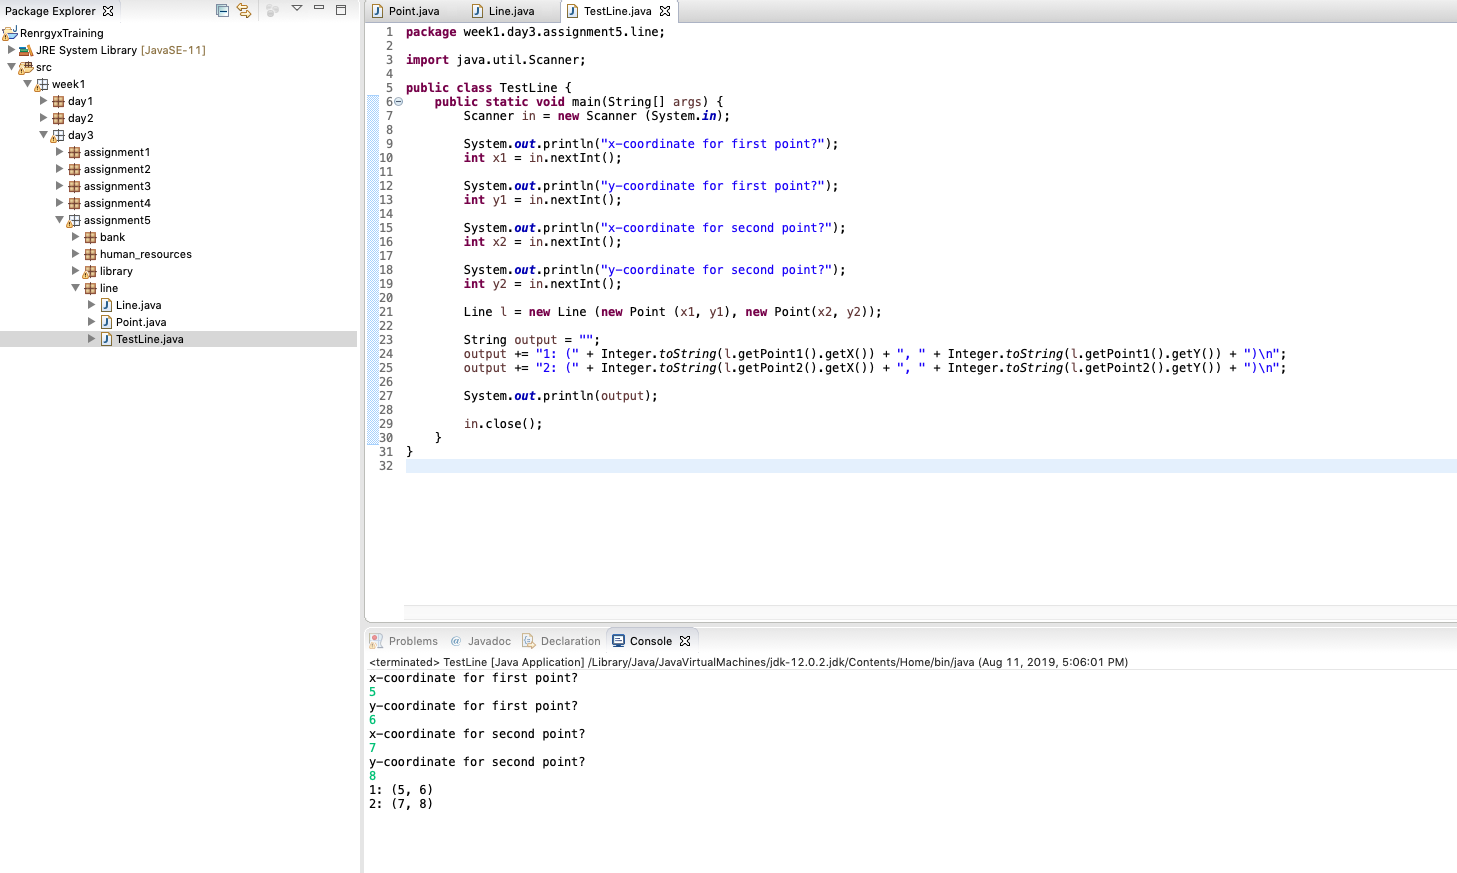 Package Explorer
RenrgyxTraining
JRE System Library [JavaSE-11]
src
week1
day1
day2
day3
assignment1
assignment2
assignment3
assignment4
assignment5
bank
human_resources
library
line
Line.java
Point.java
TestLine.java
Point.java Line.java TestLine.java
1 package week1.day3.assignment5.line;
2
3 import java.util.Scanner;
4
5 public class TestLine {
6 public static void main(String[] args) {
7 Scanner in = new Scanner (System.in);
8
9 System.out.println("x-coordinate for first point?");
10 int x1 = in.nextInt();
11
12 System.out.println("y-coordinate for first point?");
13 int y1 = in.nextInt();
14
15 System.out.println("x-coordinate for second point?");
16 int x2 = in.nextInt();
17
18 System.out.println("y-coordinate for second point?");
19 int y2 = in.nextInt();
20
21 Line l = new Line (new Point (x1, y1), new Point(x2, y2));
22
23 String output = "";
24 output += "1: (" + Integer.toString(l.getPoint1().getX()) + ", " + Integer.toString(l.getPoint1().getY()) + ")\n";
25 output += "2: (" + Integer.toString(l.getPoint2().getX()) + ", " + Integer.toString(l.getPoint2().getY()) + ")\n";
26
27 System.out.println(output);
28
29 in.close();
30 }
31 }
32
Problems @ Javadoc Declaration Console
<terminated> TestLine [Java Application] /Library/Java/JavaVirtualMachines/jdk-12.0.2.jdk/Contents/Home/bin/java (Aug 11, 2019, 5:06:01 PM)
x-coordinate for first point?
5
y-coordinate for first point?
6
x-coordinate for second point?
7
y-coordinate for second point?
8
1: (5, 6)
2: (7, 8)